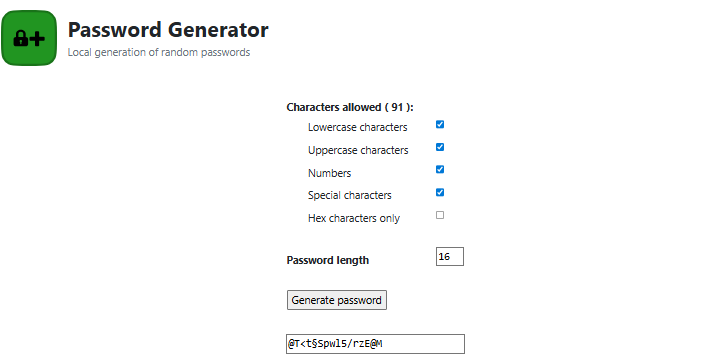 Password Generator
Local generation of random passwords
Characters allowed ( 91 ):
Lowercase characters
Uppercase characters
Numbers
Special characters
Hex characters only
Password length
16
Generate password
@T<t§Spwl5/rzE@M